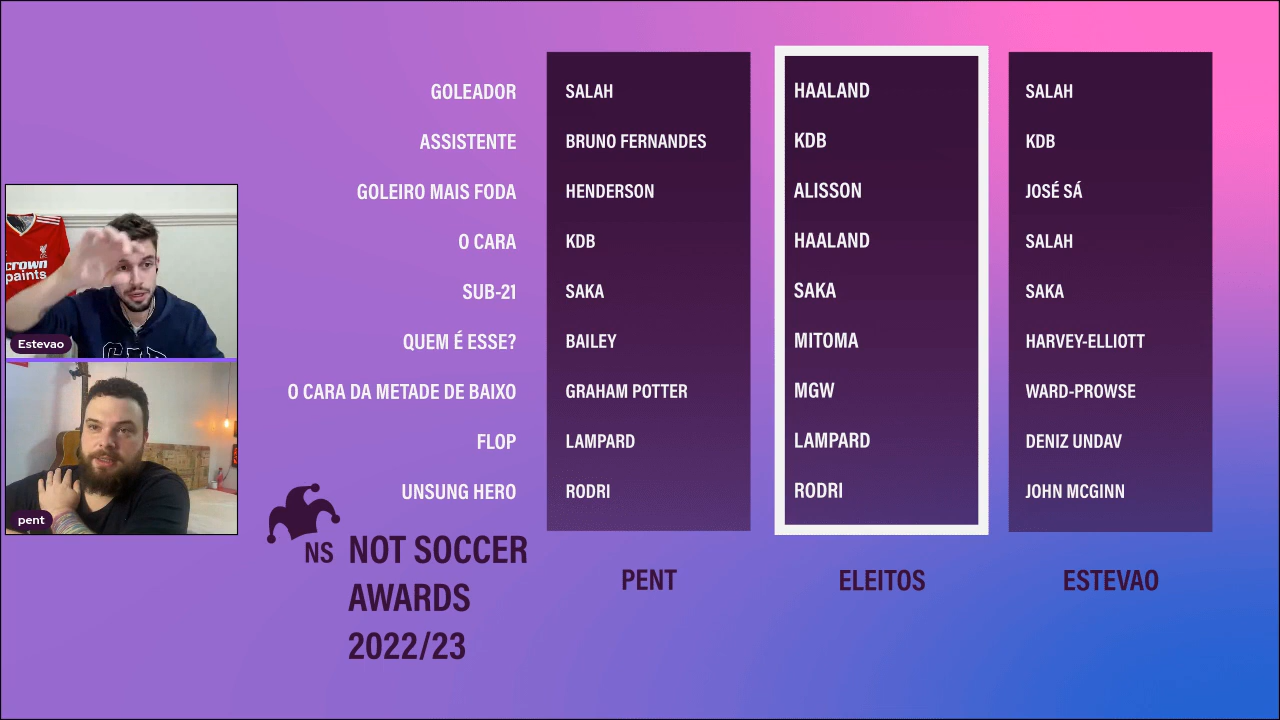 GOLEADOR SALAH HAALAND SALAH
ASSISTENTE BRUNO FERNANDES KDB KDB
GOLEIRO MAIS FODA HENDERSON ALISSON JOSÉ SÁ
O CARA KDB HAALAND SALAH
SUB-21 SAKA SAKA SAKA
QUEM É ESSE? BAILEY MITOMA HARVEY-ELLIOTT
O CARA DA METADE DE BAIXO GRAHAM POTTER MGW WARD-PROWSE
FLOP LAMPARD LAMPARD DENIZ UNDAV
UNSUNG HERO RODRI RODRI JOHN MCGINN
PENT ELEITOS ESTEVAO
NS NOT SOCCER
AWARDS
2022/23
crown
paints
Estevao
pent